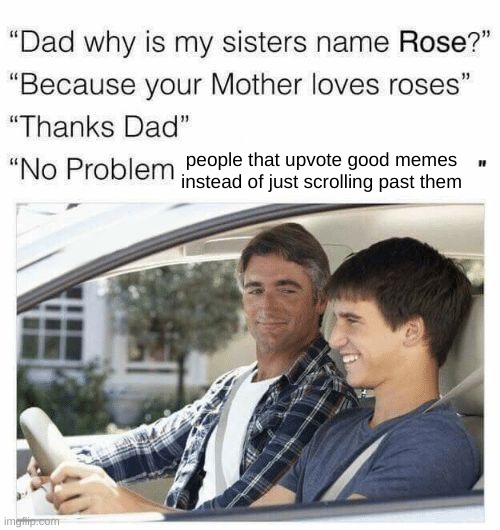 “Dad why is my sisters name Rose?”
“Because your Mother loves roses”
“Thanks Dad”
“No Problem people that upvote good memes
instead of just scrolling past them "
imgflip.com